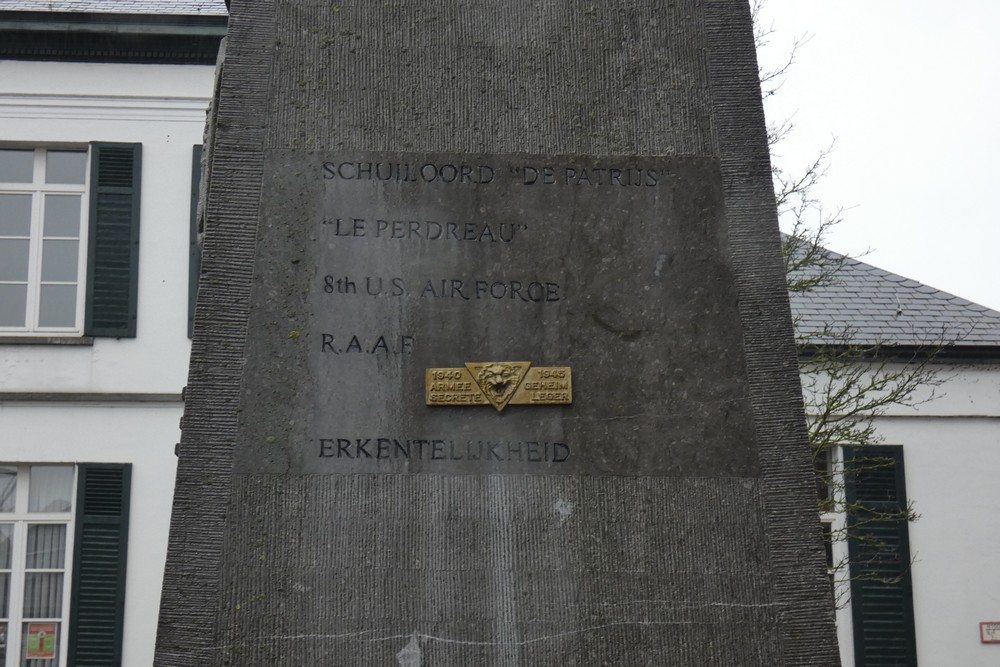 SCHUILOORD "DE PATRIJS"
"LE PERDREAU"
8th U.S. AIR FORCE
R.A.F
1940 1945
ARMEE GEHEIM
SECRETE LEGER
ERKENTELIJKHEID